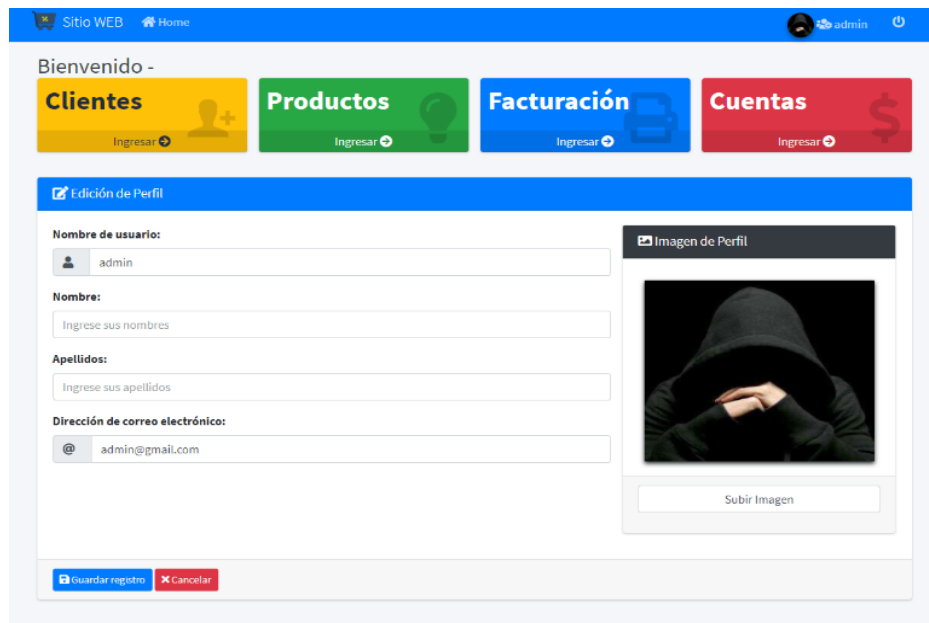 Sitio WEB Home admin
Bienvenido -
Clientes Productos Facturación Cuentas
Ingresar Ingresar Ingresar Ingresar
Edición de Perfil
Nombre de usuario:
admin
Nombre:
Ingrese sus nombres
Apellidos:
Ingrese sus apellidos
Dirección de correo electrónico:
@ admin@gmail.com
Imagen de Perfil
Subir Imagen
Guardar registro Cancelar